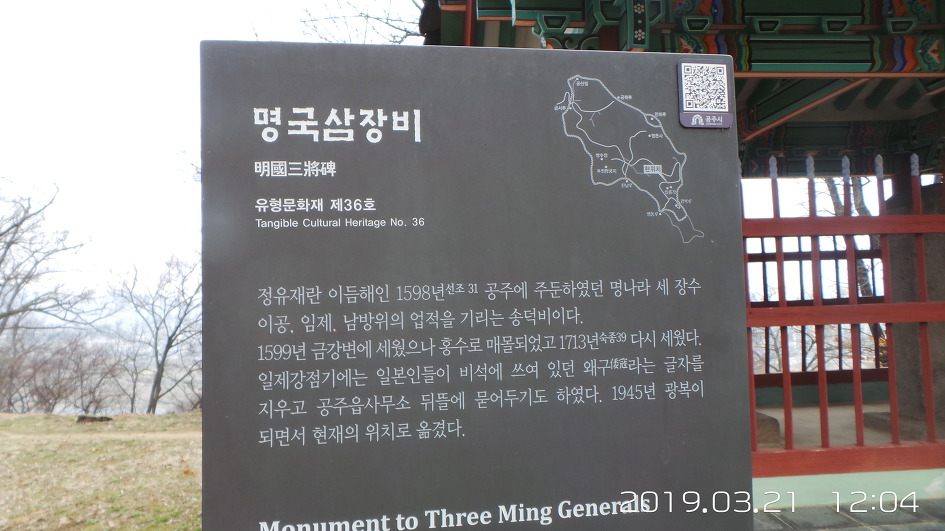 명국삼장비
明國三將碑
유형문화재 제36호
Tangible Cultural Heritage No. 36
공주시
현위치
정유재란 이듬해인 1598년선조 31 공주에 주둔하였던 명나라 세 장수
이공, 임제, 남방위의 업적을 기리는 송덕비이다.
1599년 금강변에 세웠으나 홍수로 매몰되었고 1713년숙종39 다시 세웠다.
일제강점기에는 일본인들이 비석에 쓰여 있던 왜구倭寇라는 글자를
지우고 공주읍사무소 뒤뜰에 묻어두기도 하였다. 1945년 광복이
되면서 현재의 위치로 옮겼다.
Monument to Three Ming Generals
2019.03.21 12:04